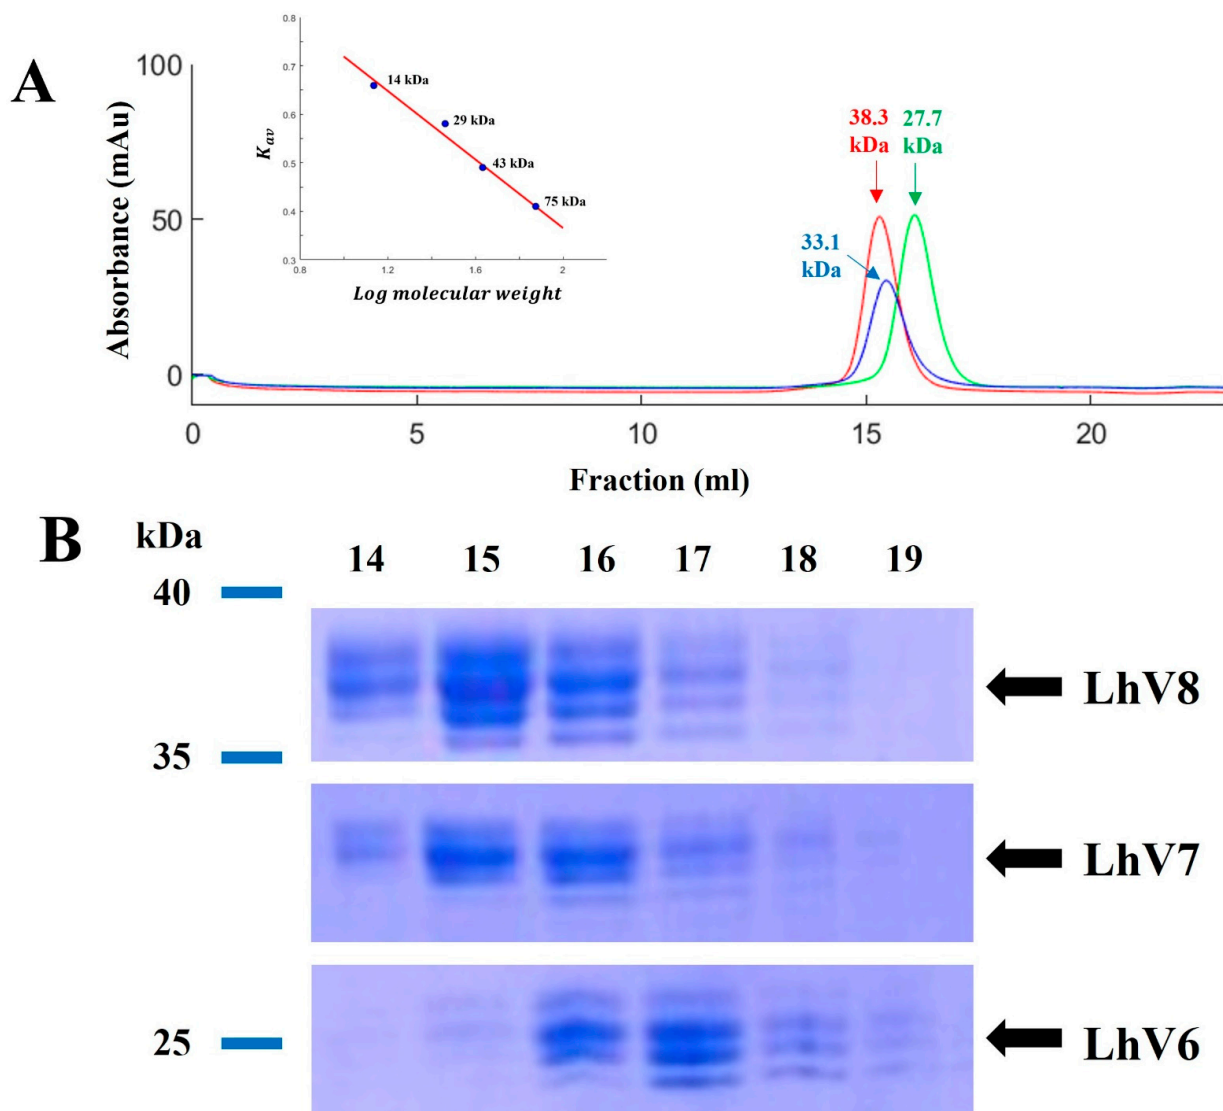 A
Absorbance (mAu)
100
50
0
0
5
10
15
20
Fraction (ml)
K_av
0.8
0.7
0.6
0.5
0.4
0.3
0.8
1.2
1.6
2
Log molecular weight
14 kDa
29 kDa
43 kDa
75 kDa
38.3
kDa
27.7
kDa
33.1
kDa
B
kDa
14 15 16 17 18 19
40
LhV8
35
LhV7
25
LhV6